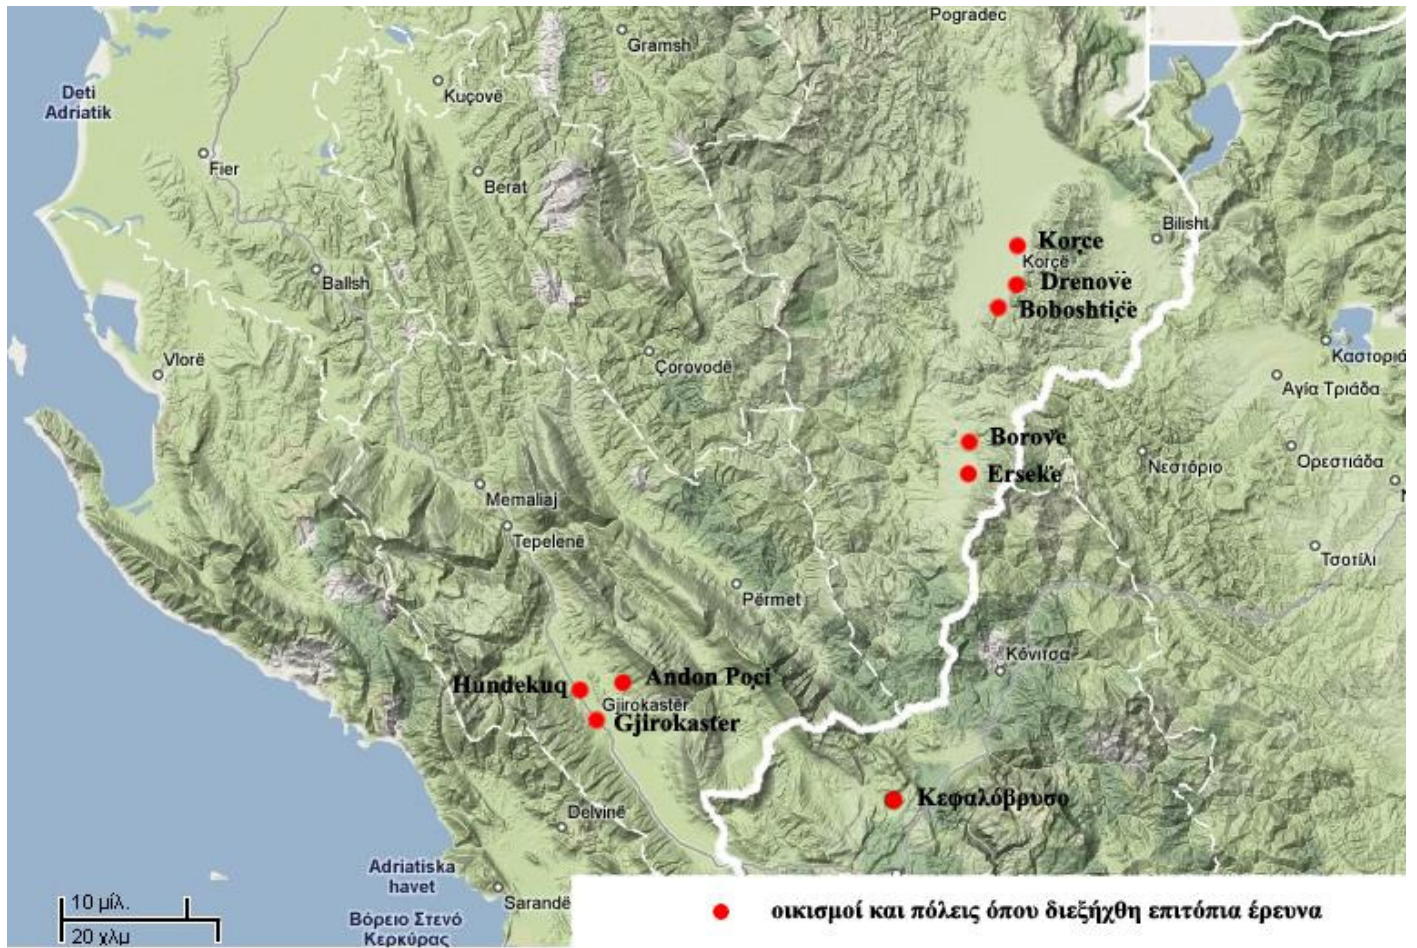 Pogradec
Gramsh
Deti
Adriatik
Kuçovë
Fier
Berat
Bilisht
Korçe
Korçë
Ballsh
Drenovë
Boboshticë
Καστοριά
Vlorë
Çorovodë
Αγία Τριάδα
Borovë
Νεστόριο
Ορεστιάδα
Ersekë
Memaliaj
Tepelenë
Τσοτίλι
Përmet
Κόνιτσα
Hundekuq
Andon Poçi
Gjirokastër
Gjirokaster
Κεφαλόβρυσο
Delvinë
Adriatiska
havet
Sarandë
Βόρειο Στενό
Κερκύρας
10 μίλ.
20 χλμ
οικισμοί και πόλεις όπου διεξήχθη επιτόπια έρευνα